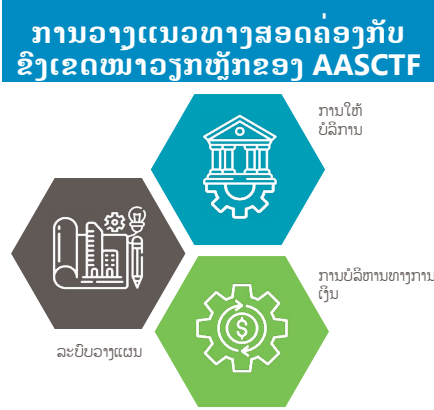 ການວາງແນວທາງສອດຄ່ອງກັບ
ຂົງເຂດໜ້າວຽກຫຼັກຂອງ AASCTF
ການໃຫ້
ບໍລິການ
ການບໍລິຫານທາງການ
ເງິນ
ລະບົບວາງແຜນ